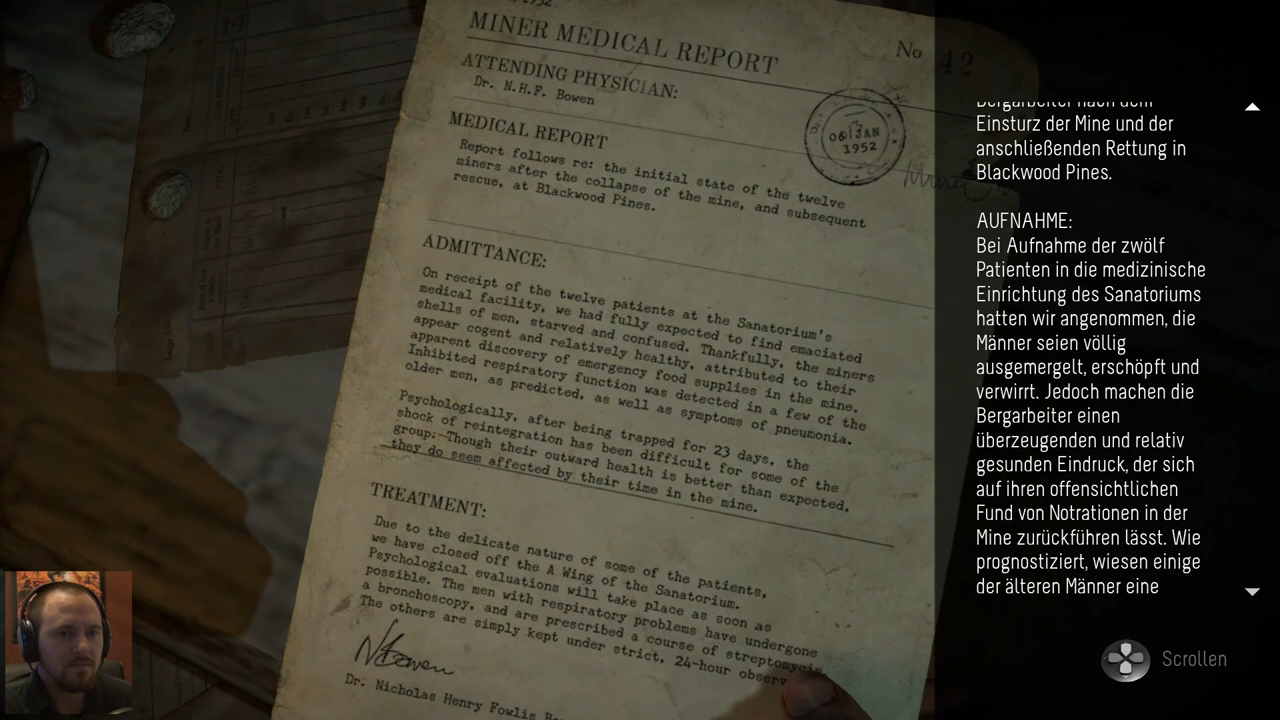 1952
MINER MEDICAL REPORT
No 42
ATTENDING PHYSICIAN:
Dr. N.H.F. Bowen
06 JAN
1952
MEDICAL REPORT
Report follows re: the initial state of the twelve
miners after the collapse of the mine, and subsequent
rescue, at Blackwood Pines.
ADMITTANCE:
On receipt of the twelve patients at the Sanatorium's
medical facility, we had fully expected to find emaciated
shells of men, starved and confused. Thankfully, the miners
appear cogent and relatively healthy, attributed to their
apparent discovery of emergency food supplies in the mine.
Inhibited respiratory function was detected in a few of the
older men, as predicted, as well as symptoms of pneumonia.
Psychologically, after being trapped for 23 days, the
shock of reintegration has been difficult for some of the
group. Though their outward health is better than expected,
they do seem affected by their time in the mine.
TREATMENT:
Due to the delicate nature of some of the patients,
we have closed off the A Wing of the Sanatorium.
Psychological evaluations will take place as soon as
possible. The men with respiratory problems have undergone
a bronchoscopy, and are prescribed a course of streptomycin.
The others are simply kept under strict, 24-hour observ
NBowen
Dr. Nicholas Henry Fowlis
Bergarbeiter nach dem
Einsturz der Mine und der
anschließenden Rettung in
Blackwood Pines.
AUFNAHME:
Bei Aufnahme der zwölf
Patienten in die medizinische
Einrichtung des Sanatoriums
hatten wir angenommen, die
Männer seien völlig
ausgemergelt, erschöpft und
verwirrt. Jedoch machen die
Bergarbeiter einen
überzeugenden und relativ
gesunden Eindruck, der sich
auf ihren offensichtlichen
Fund von Notrationen in der
Mine zurückführen lässt. Wie
prognostiziert, wiesen einige
der älteren Männer eine
Scrollen